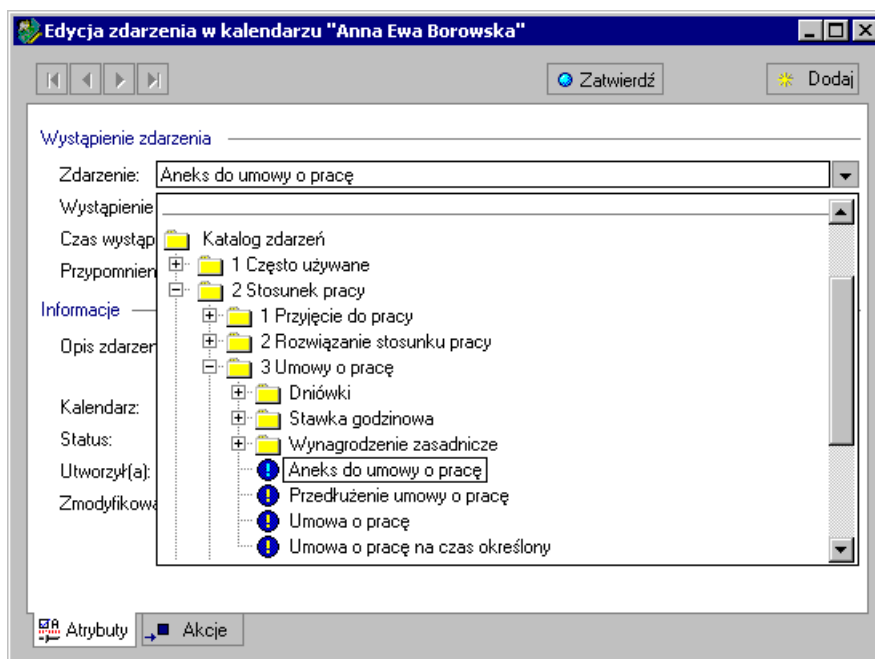 Edycja zdarzenia w kalendarzu "Anna Ewa Borowska"
Zatwierdź
Dodaj
Wystąpienie zdarzenia
Zdarzenie: Aneks do umowy o pracę
Wystąpienie
Czas wystąp
Katalog zdarzeń
1 Często używane
Przypomnien
2 Stosunek pracy
Informacje
1 Przyjęcie do pracy
2 Rozwiązanie stosunku pracy
Opis zdarzer
3 Umowy o pracę
Dniówki
Kalendarz:
Stawka godzinowa
Status:
Wynagrodzenie zasadnicze
Utworzył(a):
Aneks do umowy o pracę
Przedłużenie umowy o pracę
Zmodyfikowa
Umowa o pracę
Umowa o pracę na czas określony
Atrybuty
Akcje